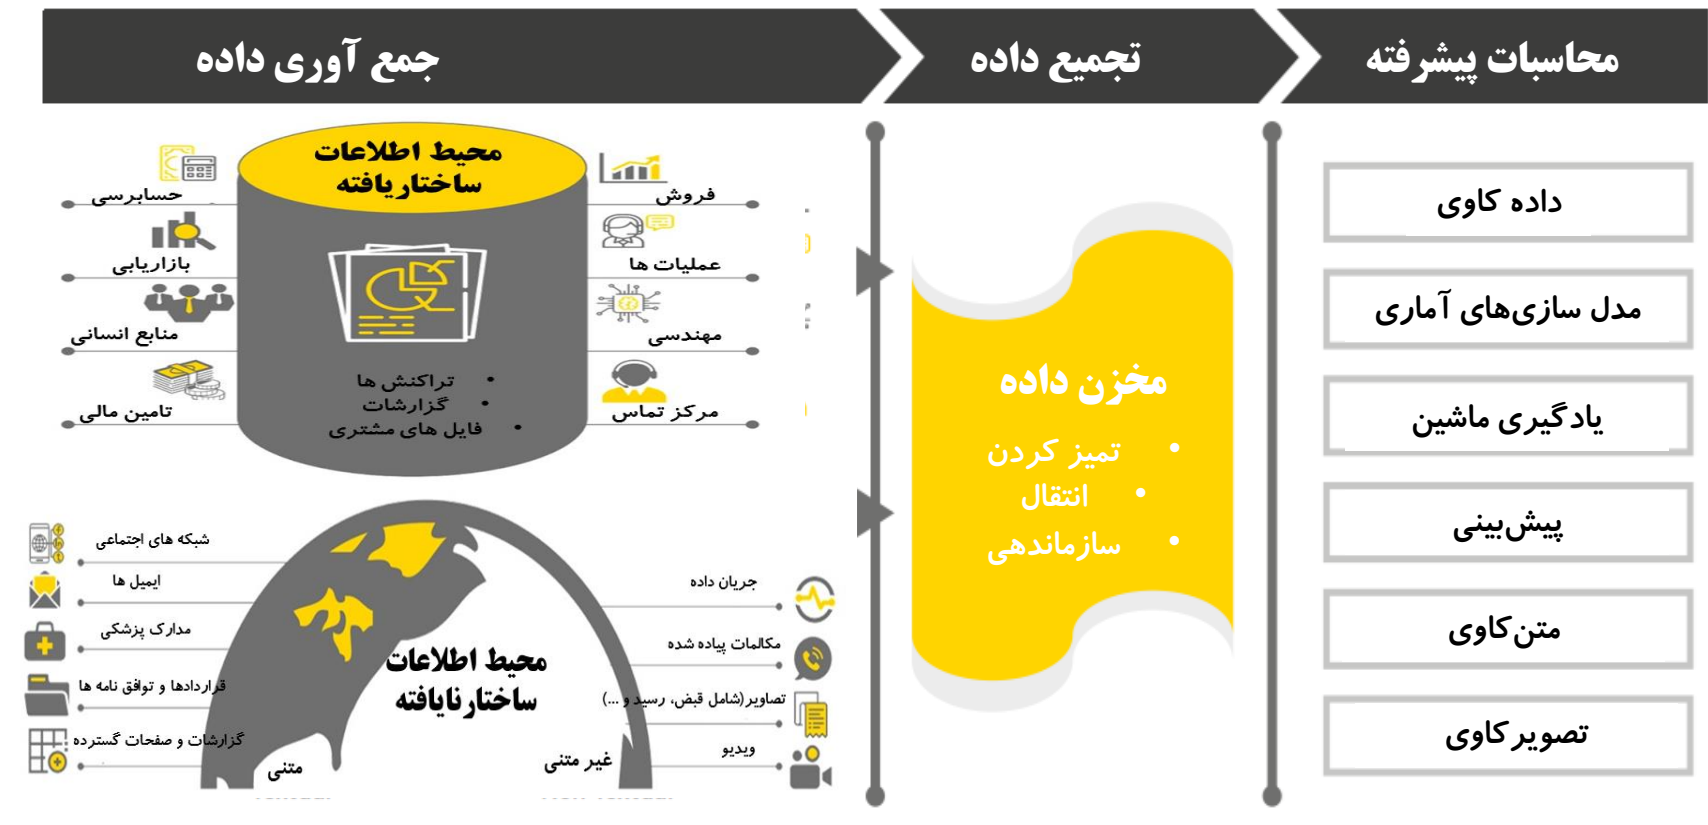 جمع آوری داده
تجمیع داده
محاسبات پیشرفته
محیط اطلاعات
ساختاریافته
حسابرسی
بازاریابی
منابع انسانی
تامین مالی
فروش
عملیات ها
مهندسی
مرکز تماس
• تراکنش ها
• گزارشات
• فایل های مشتری
شبکه های اجتماعی
ایمیل ها
مدارک پزشکی
قراردادها و توافق نامه ها
گزارشات و صفحات گسترده
محیط اطلاعات
ساختارنایافته
متنی
غیر متنی
جریان داده
مکالمات پیاده شده
تصاویر(شامل قبض، رسید و ...)
ویدیو
مخزن داده
• تمیز کردن
• انتقال
• سازماندهی
داده کاوی
مدل سازی‌های آماری
یادگیری ماشین
پیش‌بینی
متن‌کاوی
تصویرکاوی